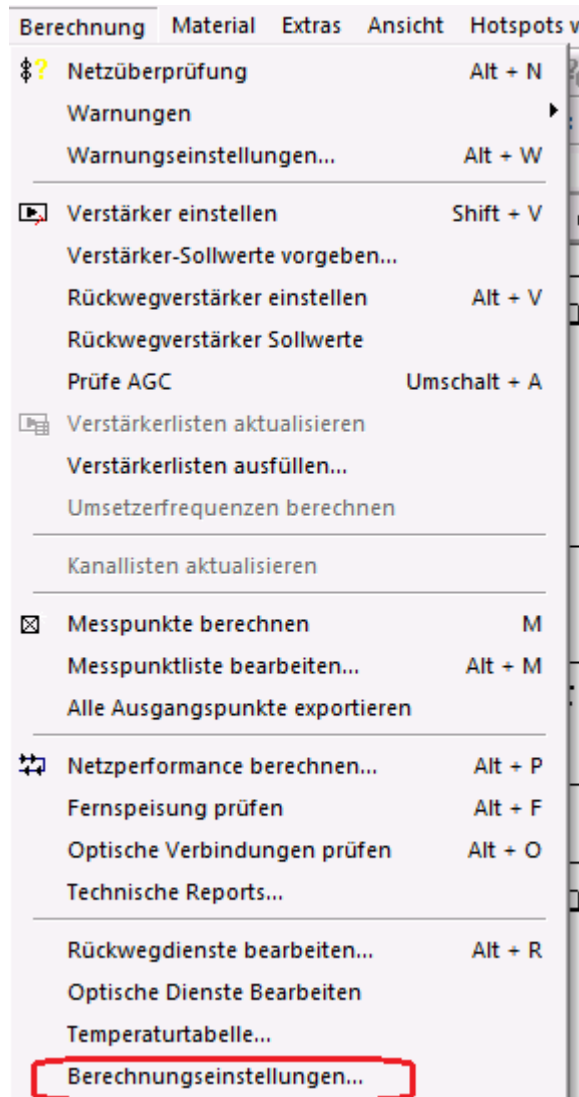 Berechnung Material Extras Ansicht Hotspots
Netzüberprüfung Alt + N
Warnungen
Warnungseinstellungen... Alt + W
Verstärker einstellen Shift + V
Verstärker-Sollwerte vorgeben...
Rückwegverstärker einstellen Alt + V
Rückwegverstärker Sollwerte
Prüfe AGC Umschalt + A
Verstärkerlisten aktualisieren
Verstärkerlisten ausfüllen...
Umsetzerfrequenzen berechnen
Kanallisten aktualisieren
Messpunkte berechnen M
Messpunktliste bearbeiten... Alt + M
Alle Ausgangspunkte exportieren
Netzperformance berechnen... Alt + P
Fernspeisung prüfen Alt + F
Optische Verbindungen prüfen Alt + O
Technische Reports...
Rückwegdienste bearbeiten... Alt + R
Optische Dienste Bearbeiten
Temperaturtabelle...
Berechnungseinstellungen...